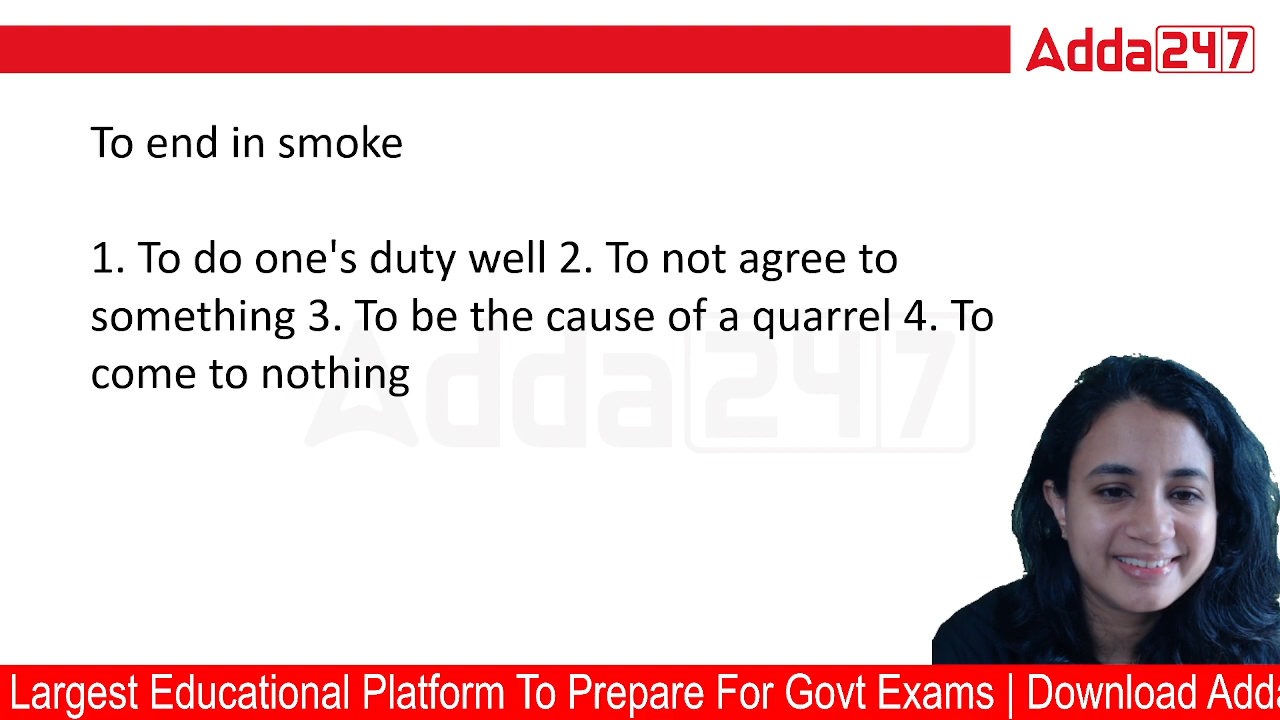 Adda247
To end in smoke
1. To do one's duty well 2. To not agree to
something 3. To be the cause of a quarrel 4. To
come to nothing
Adda247
Largest Educational Platform To Prepare For Govt Exams | Download Adda